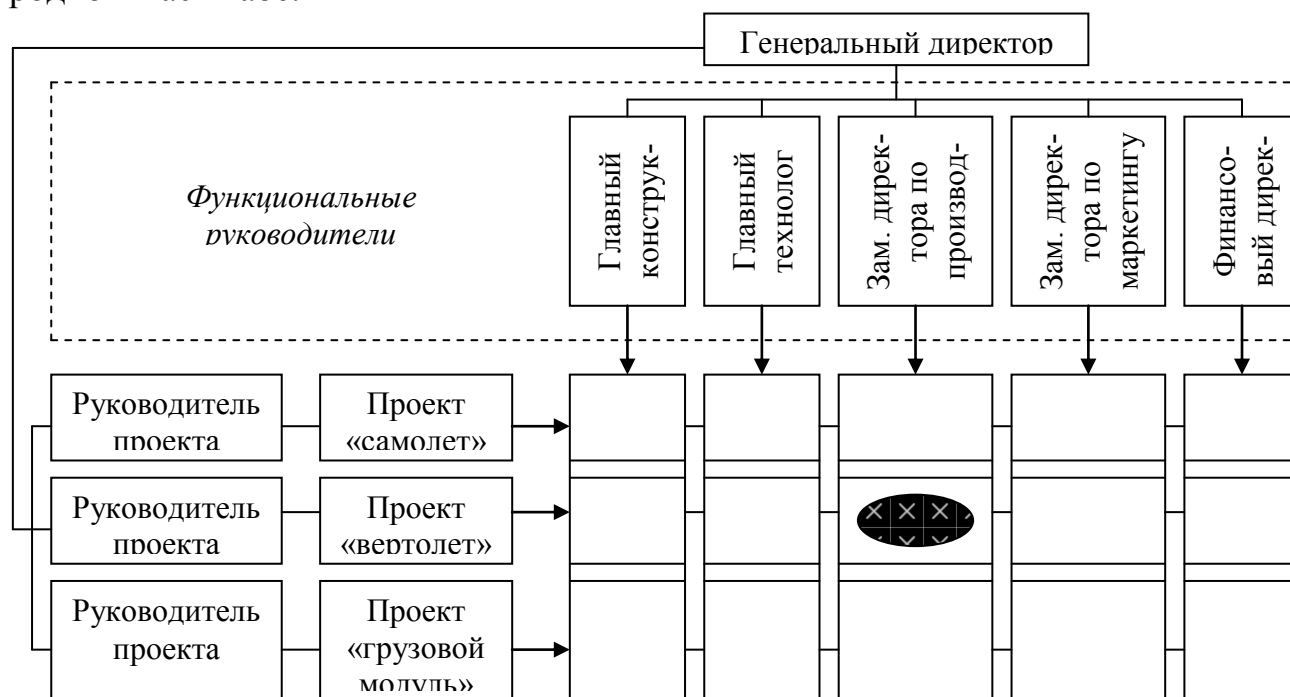 Генеральный директор
Функциональные
руководители
Главный
конструк-
Главный
технолог
Зам. дирек-
тора по
производ-
Зам. дирек-
тора по
маркетингу
Финансо-
вый дирек-
Руководитель
проекта
Проект
«самолет»
Руководитель
проекта
Проект
«вертолет»
Руководитель
проекта
Проект
«грузовой
модуль»